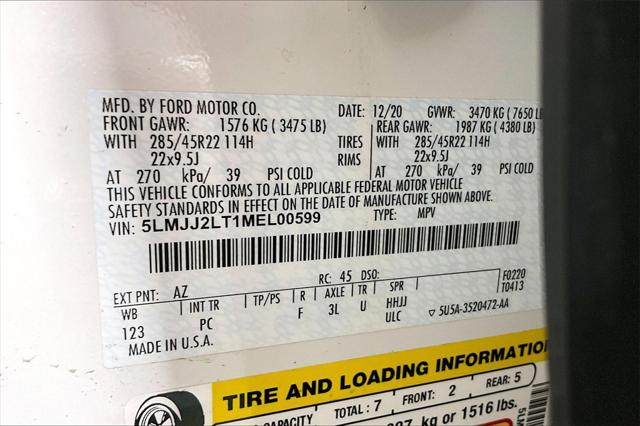 MFD. BY FORD MOTOR CO. DATE: 12/20 GVWR: 3470 KG ( 7650 LB
FRONT GAWR: 1576 KG ( 3475 LB) REAR GAWR: 1987 KG ( 4380 LB)
WITH 285/45R22 114H TIRES WITH 285/45R22 114H
22x9.5J RIMS 22x9.5J
AT 270 kPa/ 39 PSI COLD AT 270 kPa/ 39 PSI COLD
THIS VEHICLE CONFORMS TO ALL APPLICABLE FEDERAL MOTOR VEHICLE
SAFETY STANDARDS IN EFFECT ON THE DATE OF MANUFACTURE SHOWN ABOVE.
VIN: 5LMJJ2LT1MEL00599 TYPE: MPV
EXT PNT: AZ RC: 45 DSO: F0220
WB INT TR TP/PS R AXLE TR SPR T0413
123 PC F 3L U HHJJ
ULC ▽ 5U5A-3520472-AA
MADE IN U.S.A.
TIRE AND LOADING INFORMATIO
CAPACITY TOTAL : 7 FRONT: 2 REAR: 5
kg or 1516 lbs.